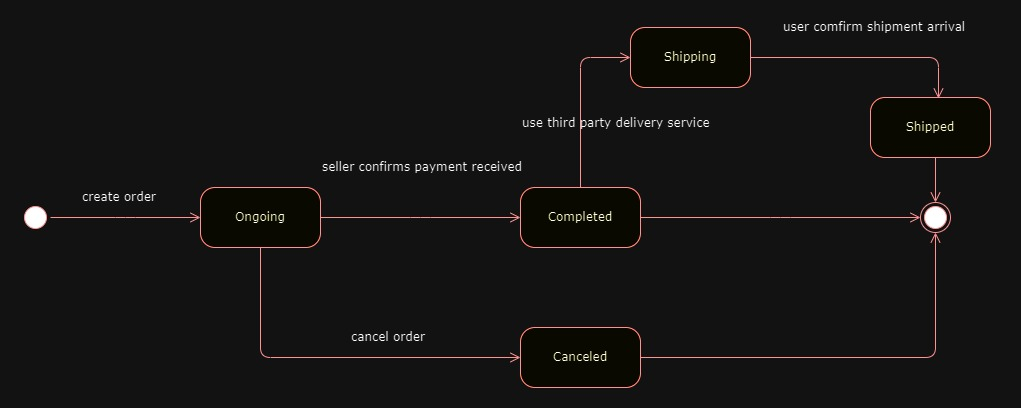 user comfirm shipment arrival
Shipping
use third party delivery service
Shipped
seller confirms payment received
create order
Ongoing
Completed
cancel order
Canceled